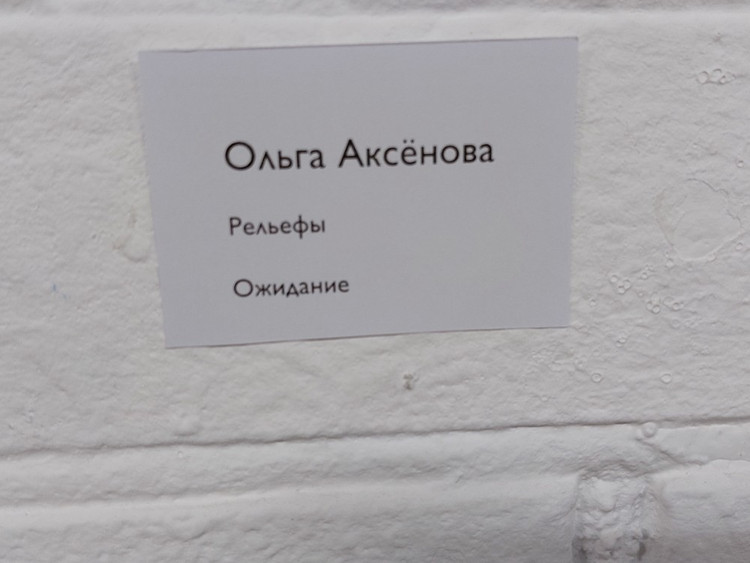 Ольга Аксёнова
Рельефы
Ожидание